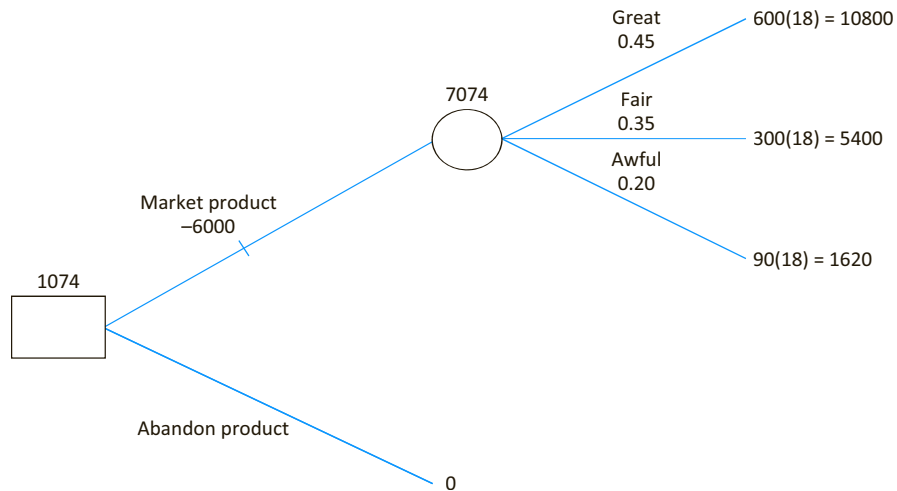 Great
0.45
600(18) = 10800
7074
Fair
0.35
300(18) = 5400
Awful
0.20
Market product
–6000
90(18) = 1620
1074
Abandon product
0